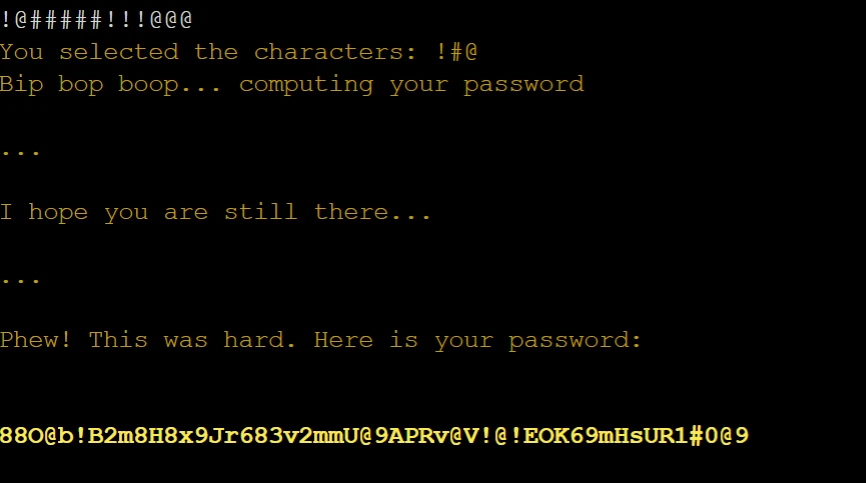 !@#####!!!@@@
You selected the characters: !#@
Bip bop boop... computing your password
...
I hope you are still there...
...
Phew! This was hard. Here is your password:
88O@b!B2m8H8x9Jr683v2mmU@9APRv@V!@!EOK69mHsUR1#0@9